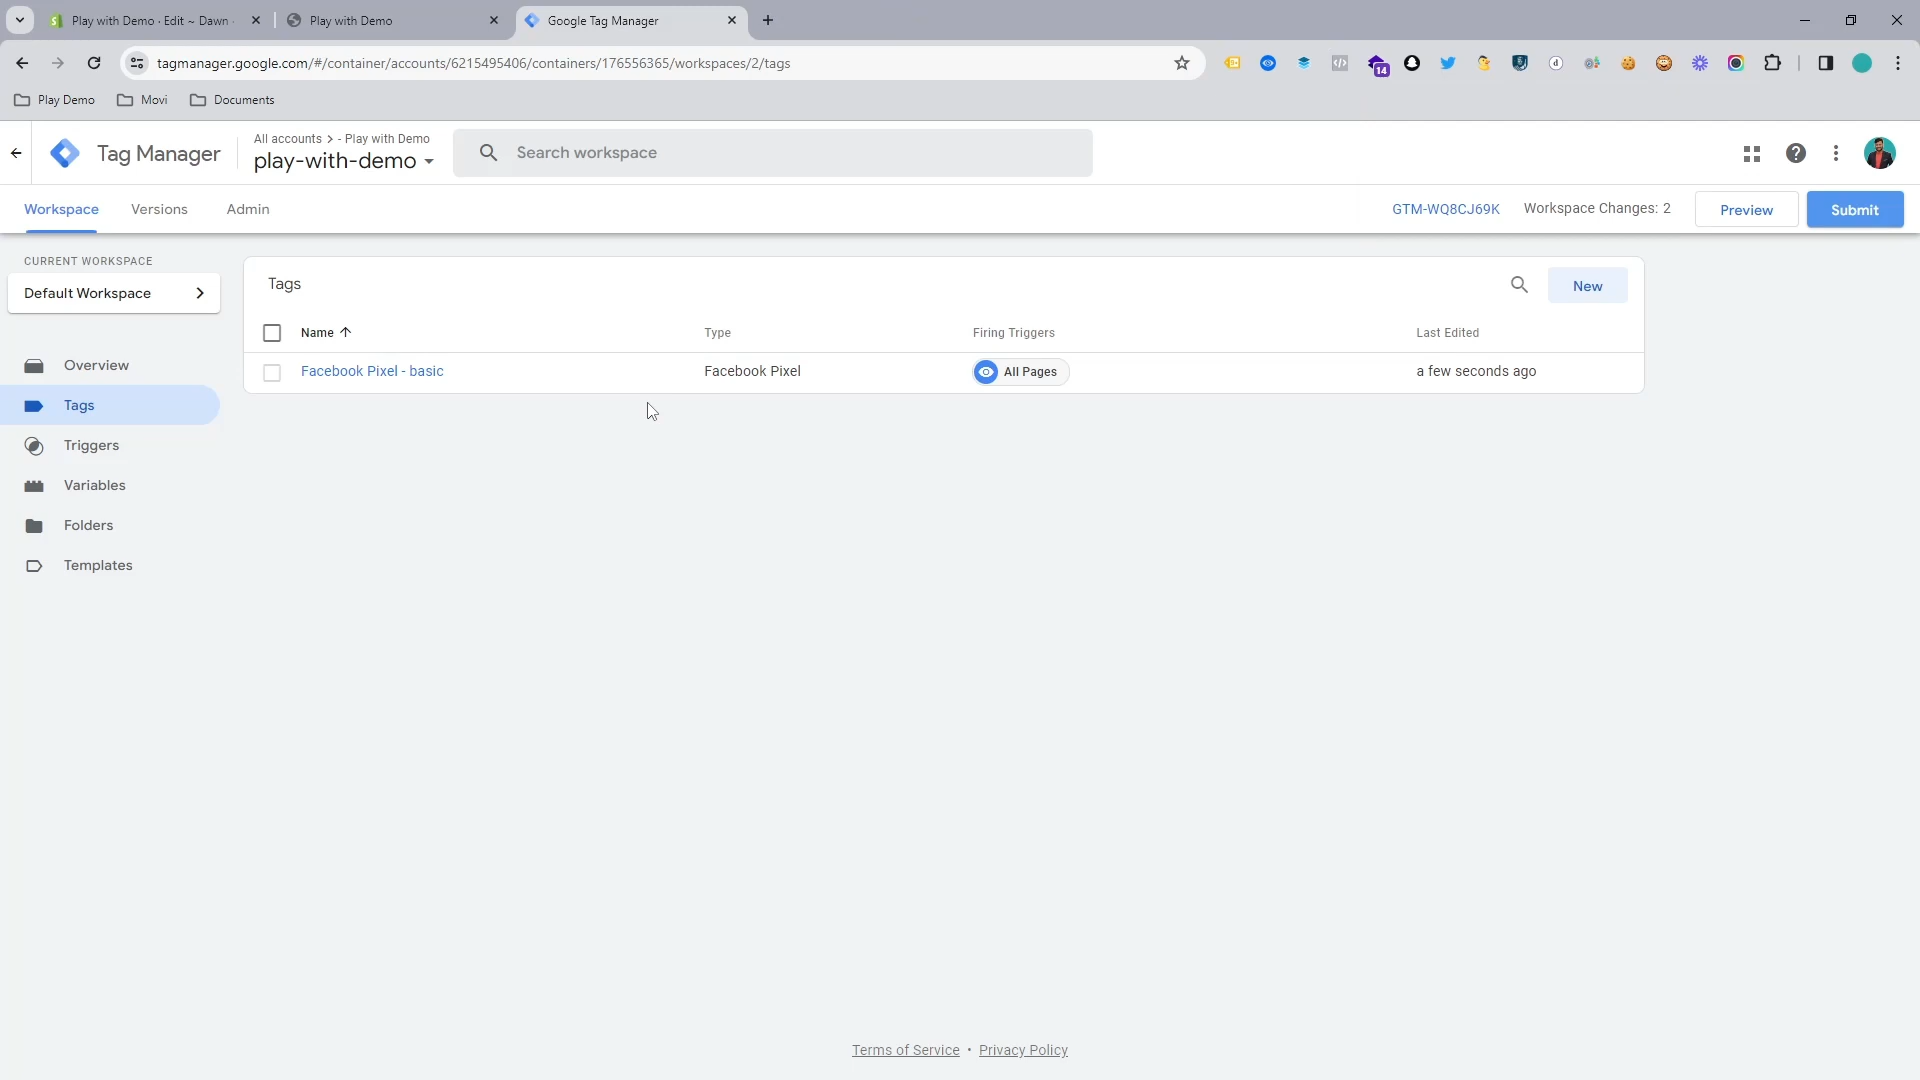 Play with Demo · Edit ~ Dawn
Play with Demo
Google Tag Manager
tagmanager.google.com/#/container/accounts/6215495406/containers/176556365/workspaces/2/tags
14
Play Demo
Movi
Documents
Tag Manager
All accounts > - Play with Demo
play-with-demo
Search workspace
Workspace
Versions
Admin
GTM-WQ8CJ69K
Workspace Changes: 2
Preview
Submit
CURRENT WORKSPACE
Default Workspace
Overview
Tags
Triggers
Variables
Folders
Templates
Tags
New
Name
Type
Firing Triggers
Last Edited
Facebook Pixel - basic
Facebook Pixel
All Pages
a few seconds ago
Terms of Service • Privacy Policy